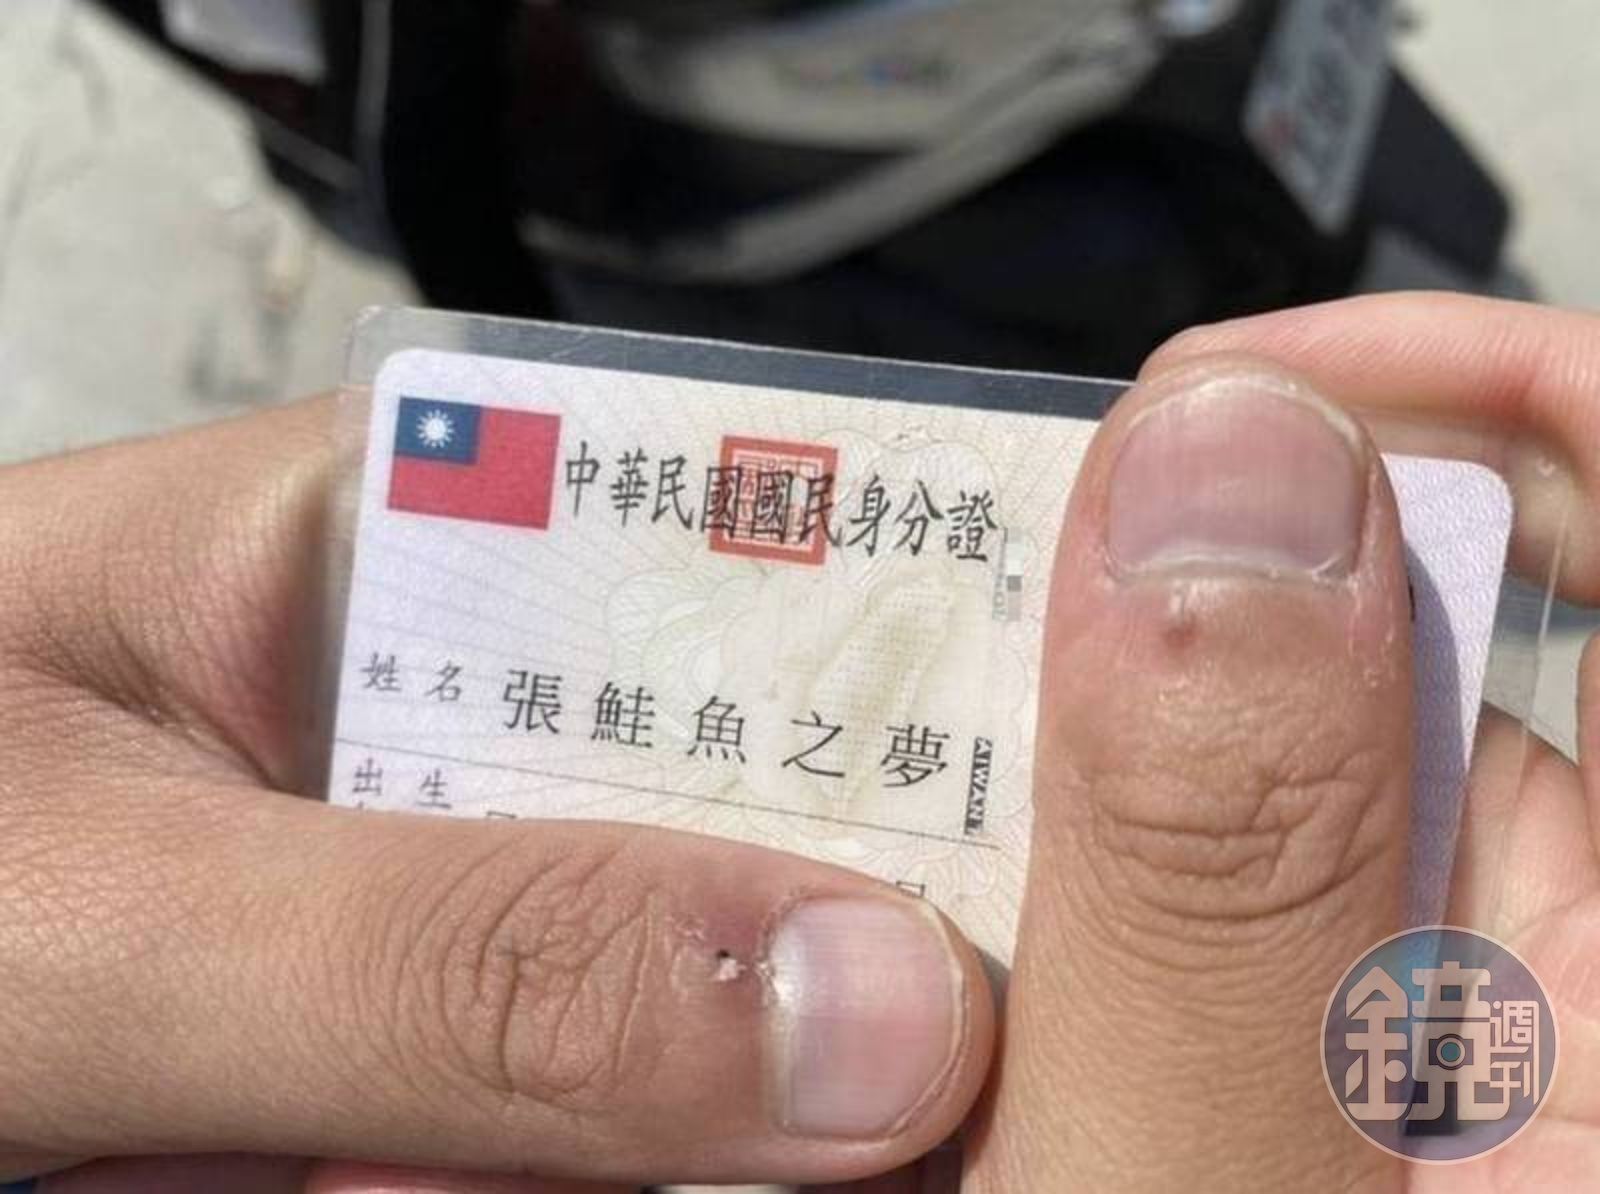 中華民國國民身分證
姓名 張鮭魚之夢
出生
TAIWAN
鏡週刊